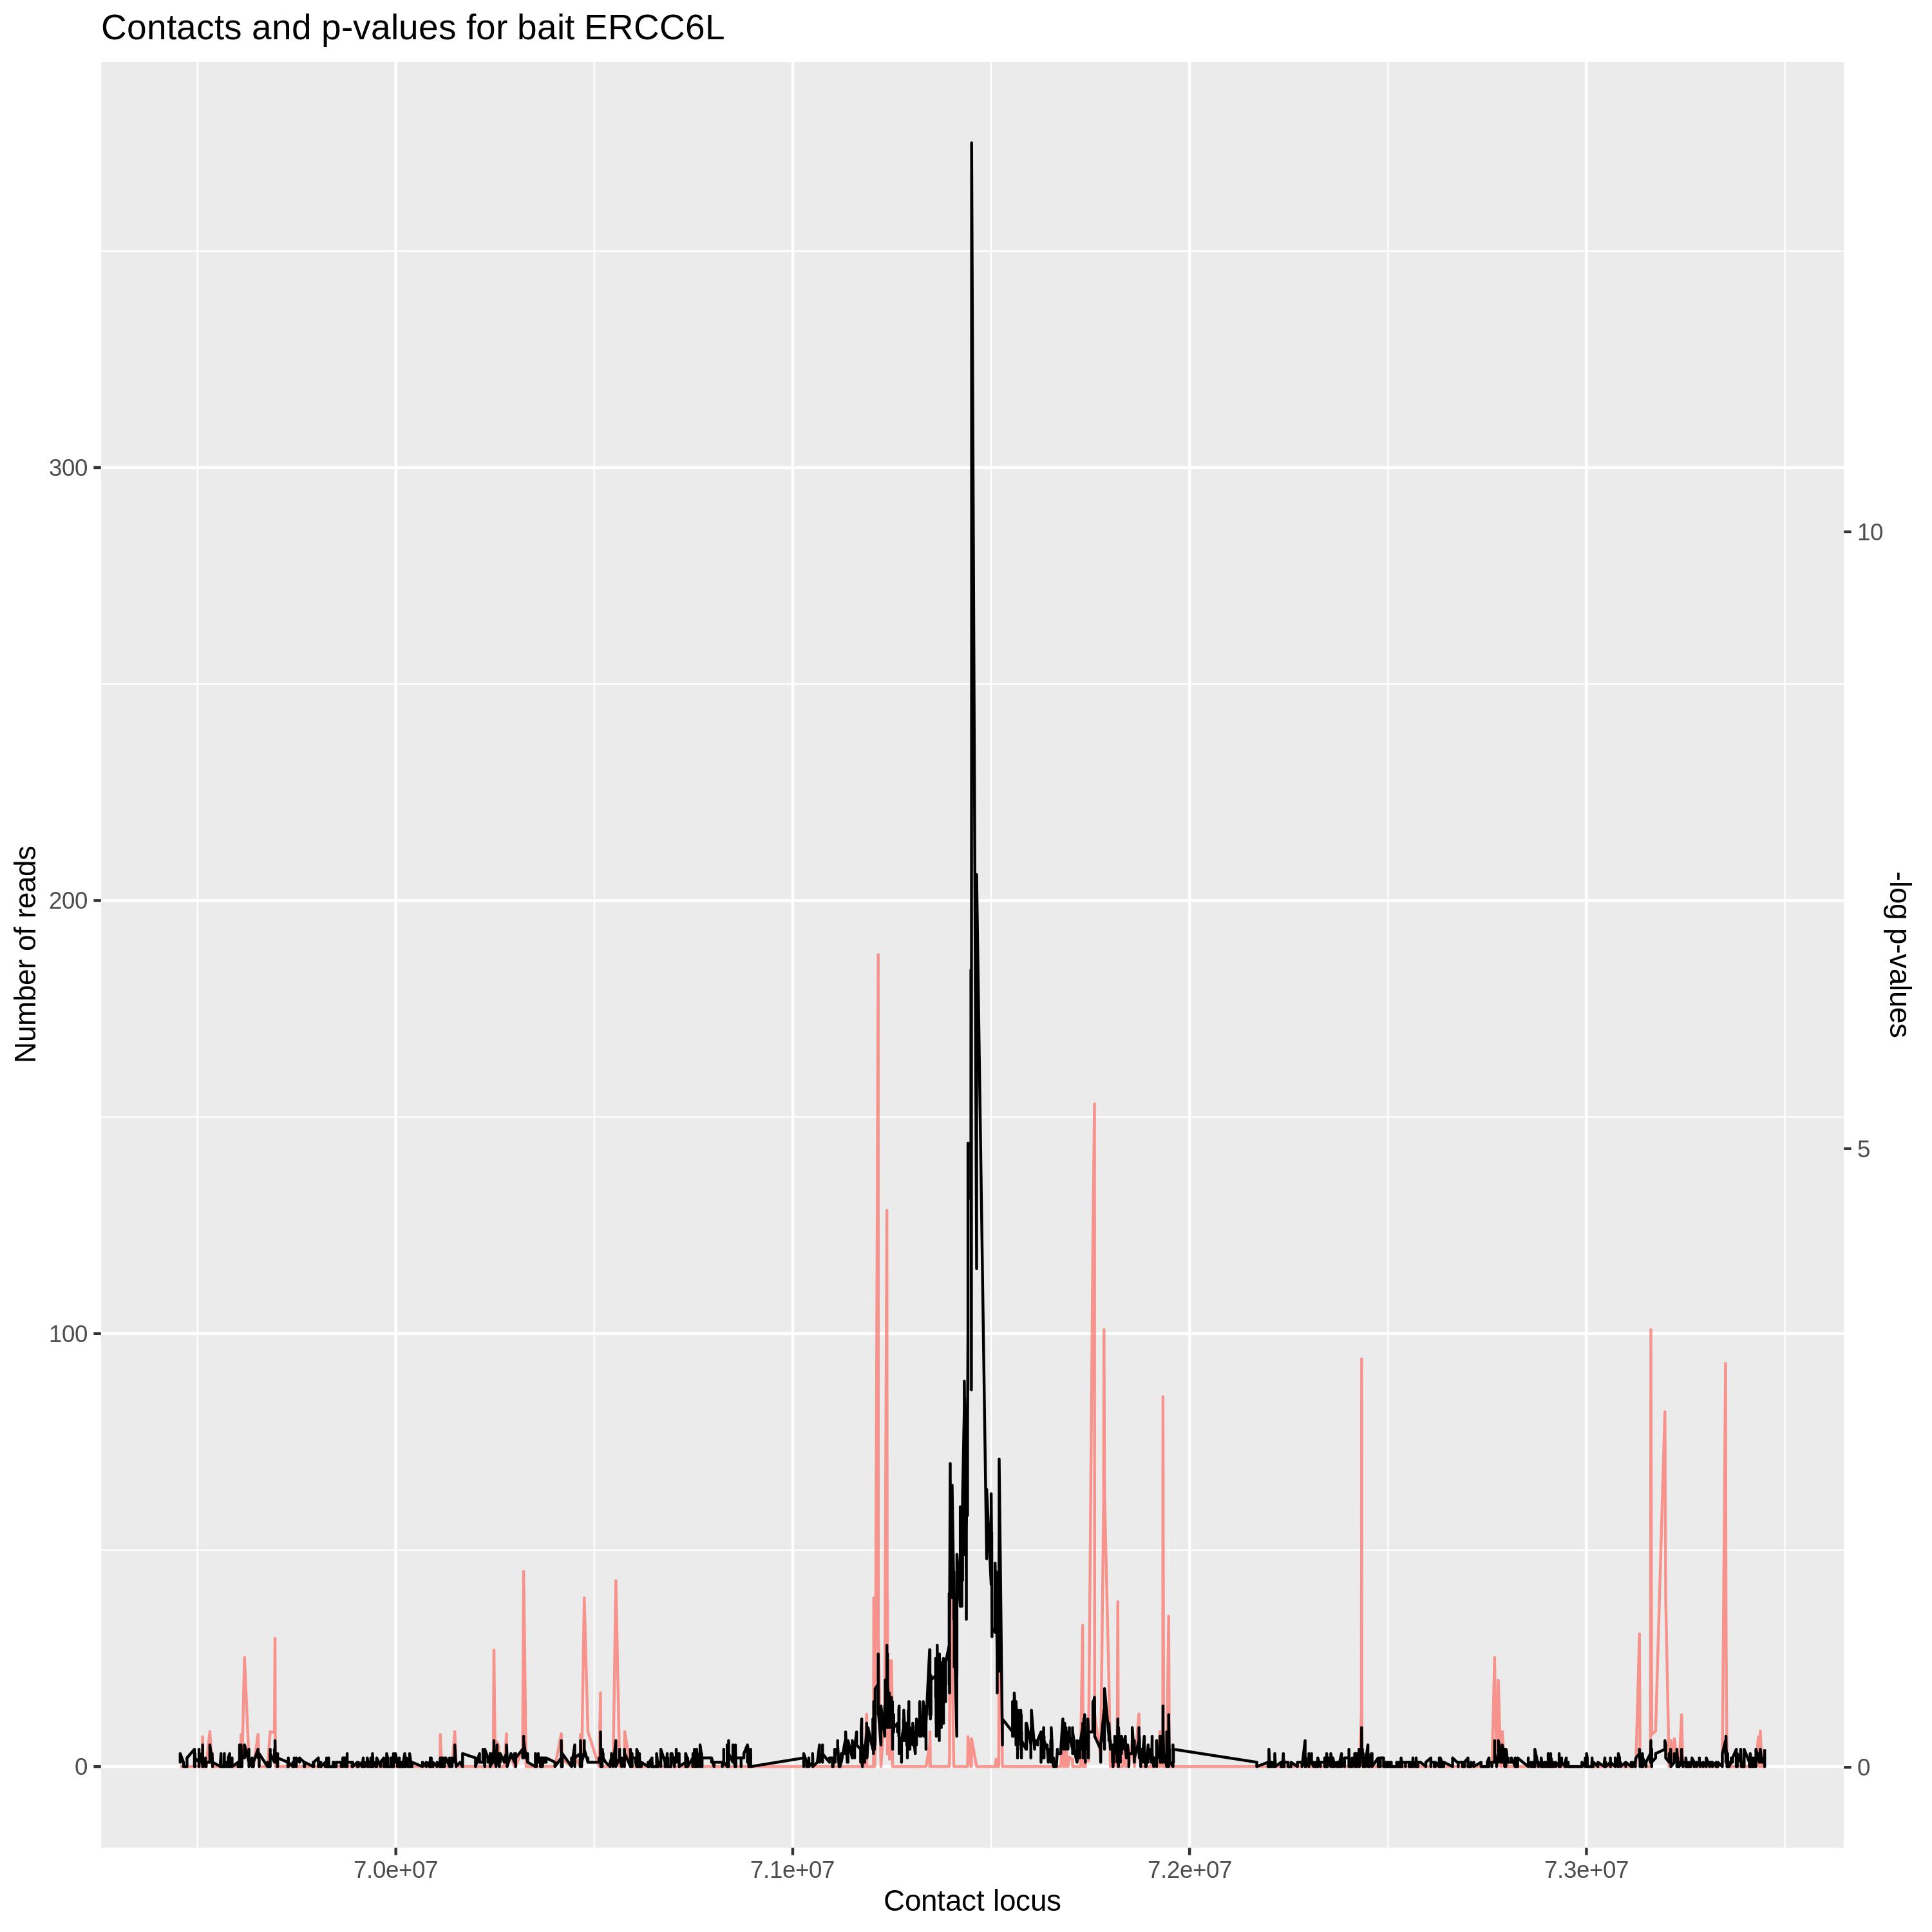 Contacts and p-values for bait ERCC6L
300
200
100
0
10
5
0
Number of reads
-log p-values
7.0e+07
7.1e+07
7.2e+07
7.3e+07
Contact locus